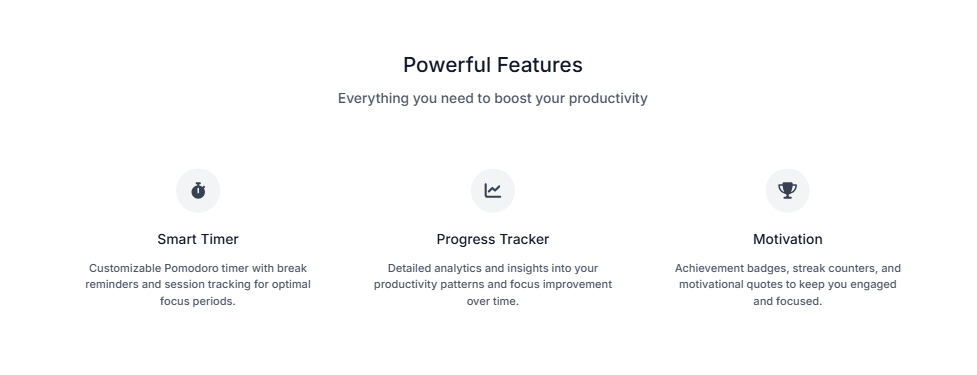 Powerful Features
Everything you need to boost your productivity
Smart Timer
Customizable Pomodoro timer with break
reminders and session tracking for optimal
focus periods.
Progress Tracker
Detailed analytics and insights into your
productivity patterns and focus improvement
over time.
Motivation
Achievement badges, streak counters, and
motivational quotes to keep you engaged
and focused.